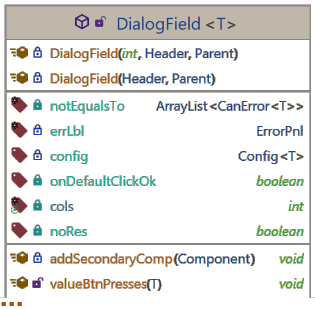 DialogField <T>
DialogField(int, Header, Parent)
DialogField(Header, Parent)
notEqualsTo ArrayList<CanError<T>>
errLbl ErrorPnl
config Config<T>
onDefaultClickOk boolean
cols int
noRes boolean
addSecondaryComp(Component) void
valueBtnPresses(T) void